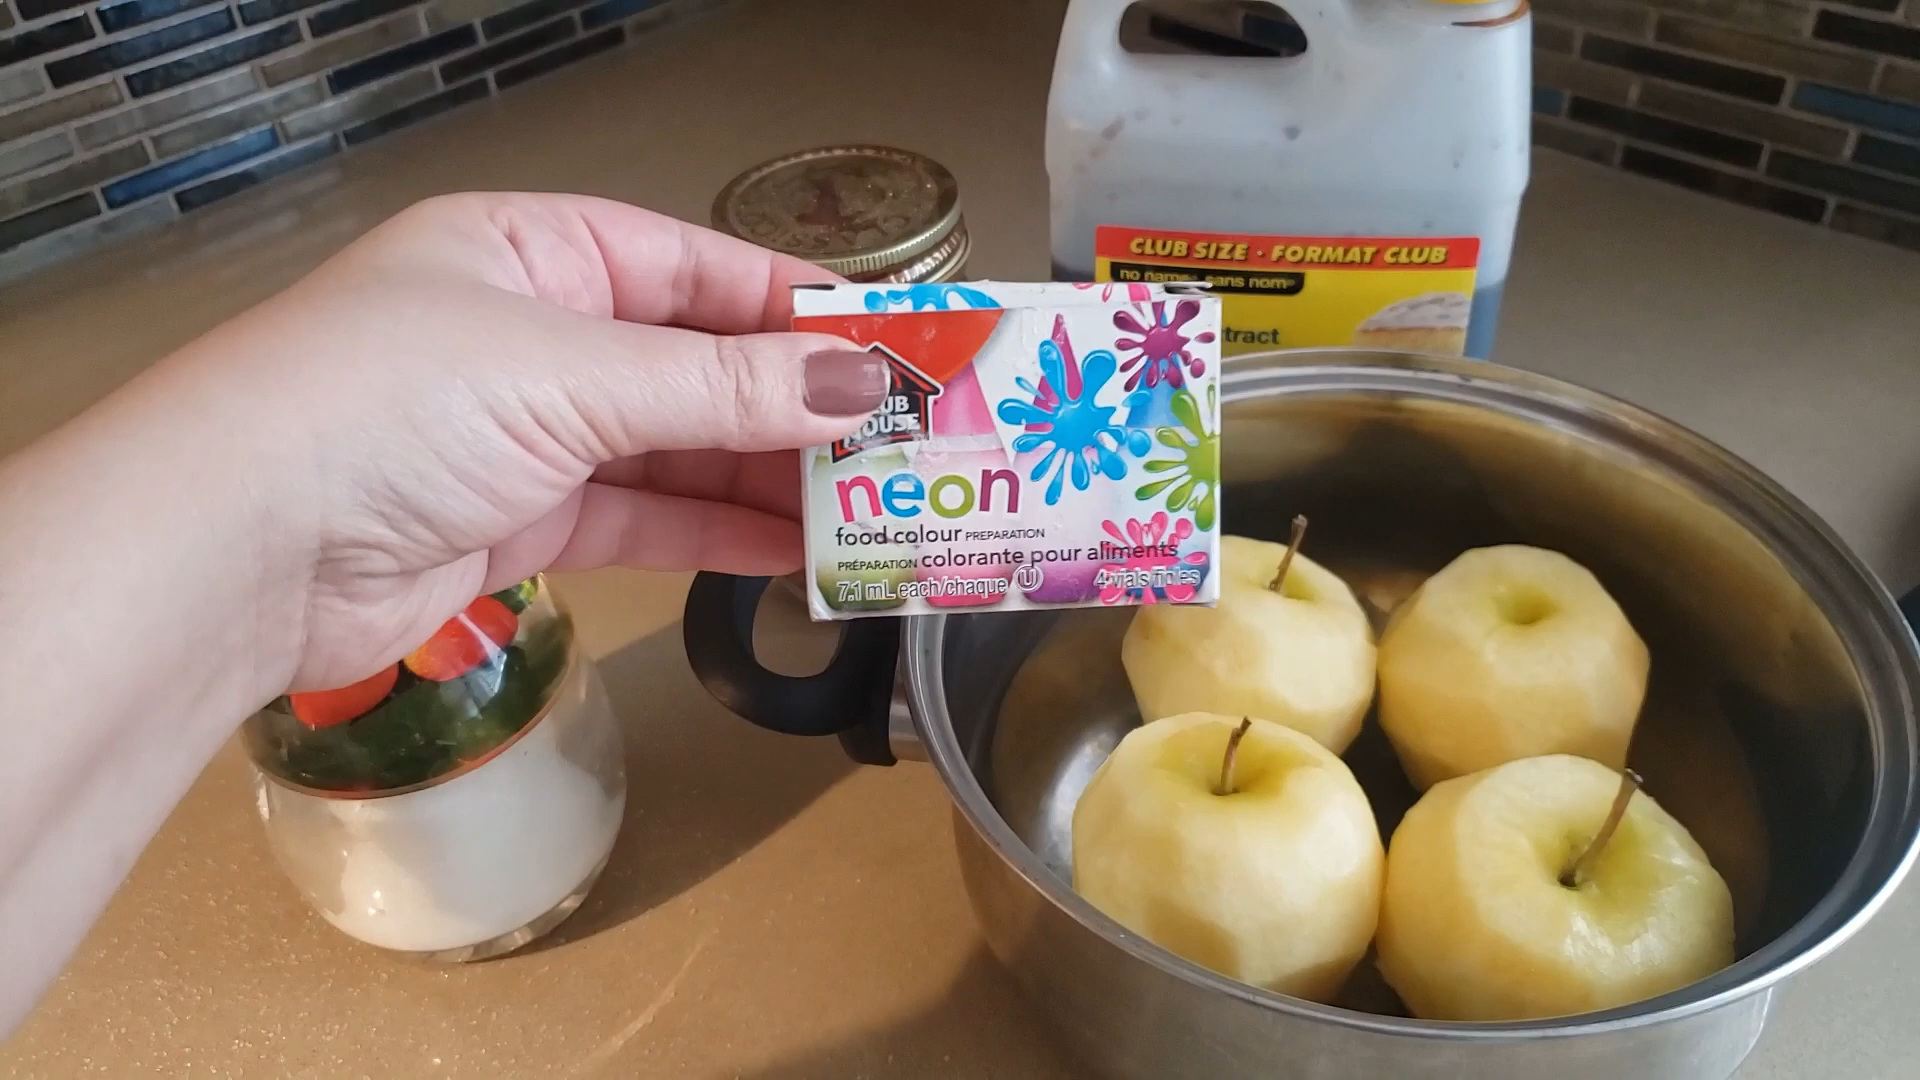 CLUB SIZE · FORMAT CLUB
no name® sans nom®
neon
food colour PREPARATION
PRÉPARATION colorante pour aliments
7.1 mL each/chaque U 4 vials/fioles